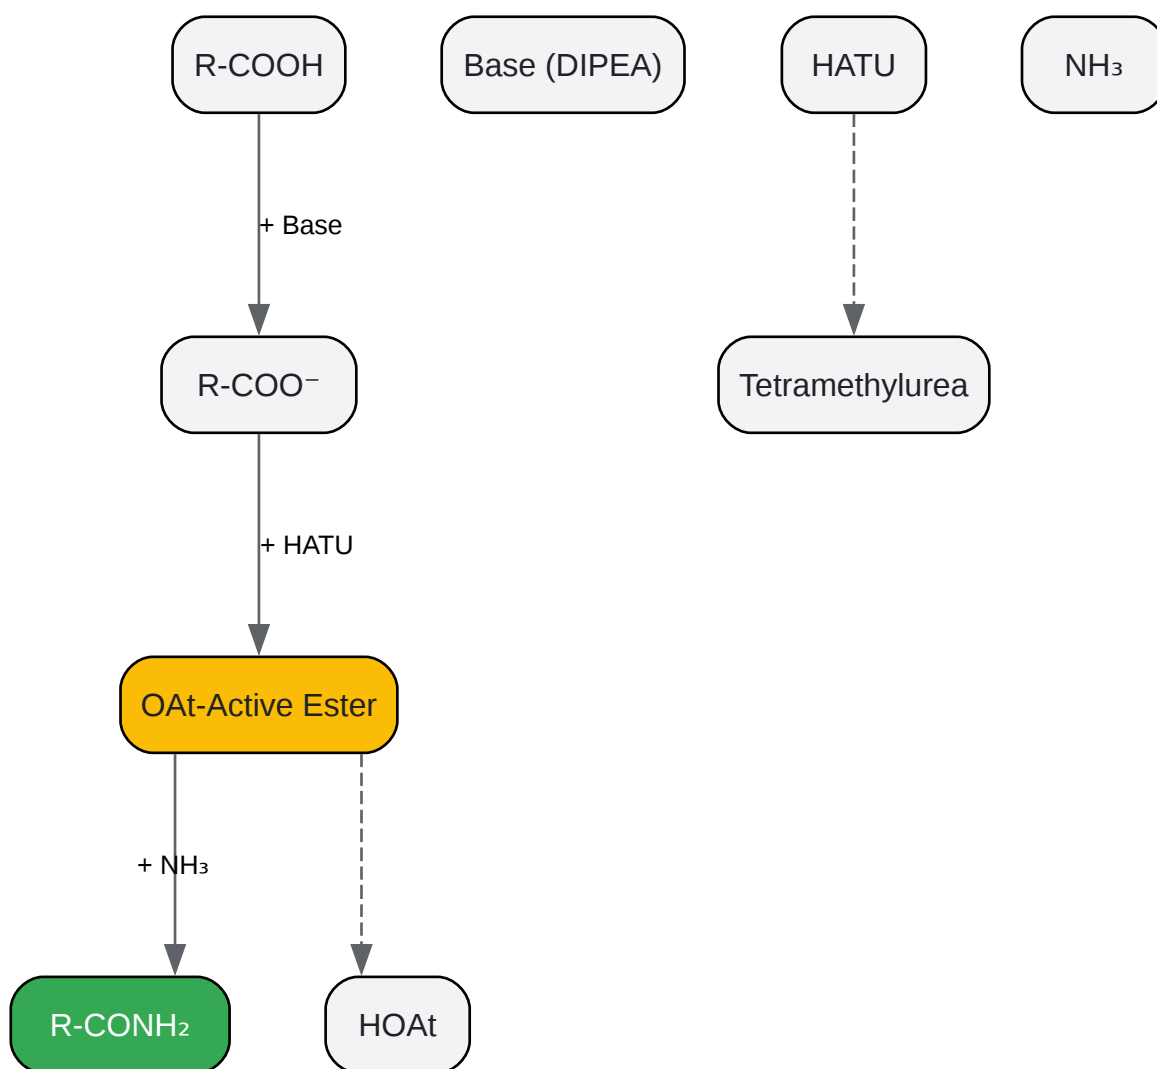 R-COOH
Base (DIPEA)
HATU
NH₃
+ Base
R-COO⁻
Tetramethylurea
+ HATU
OAt-Active Ester
+ NH₃
R-CONH₂
HOAt